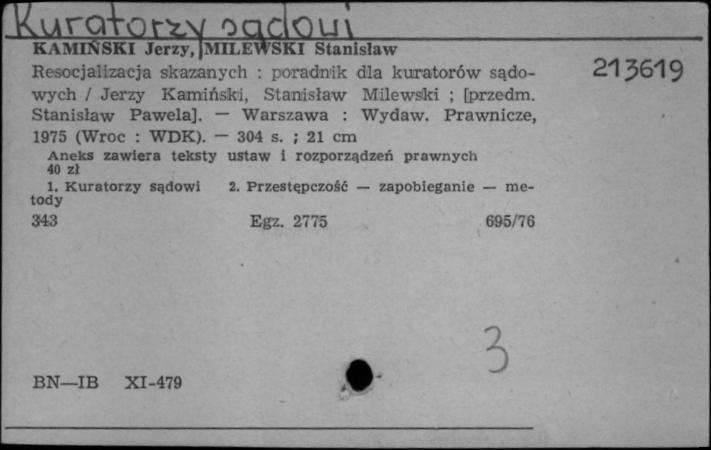 Kuratorzy sądowi
KAMIŃSKI Jerzy, MILEWSKI Stanisław
Resocjalizacja skazanych : poradnik dla kuratorów sądo- 213619
wych / Jerzy Kamiński, Stanisław Milewski ; [przedm.
Stanisław Pawela]. — Warszawa : Wydaw. Prawnicze,
1975 (Wroc : WDK). — 304 s. ; 21 cm
Aneks zawiera teksty ustaw i rozporządzeń prawnych
40 zł
1. Kuratorzy sądowi 2. Przestępczość — zapobieganie — me-
tody
343 Egz. 2775 695/76
3
BN—IB XI-479